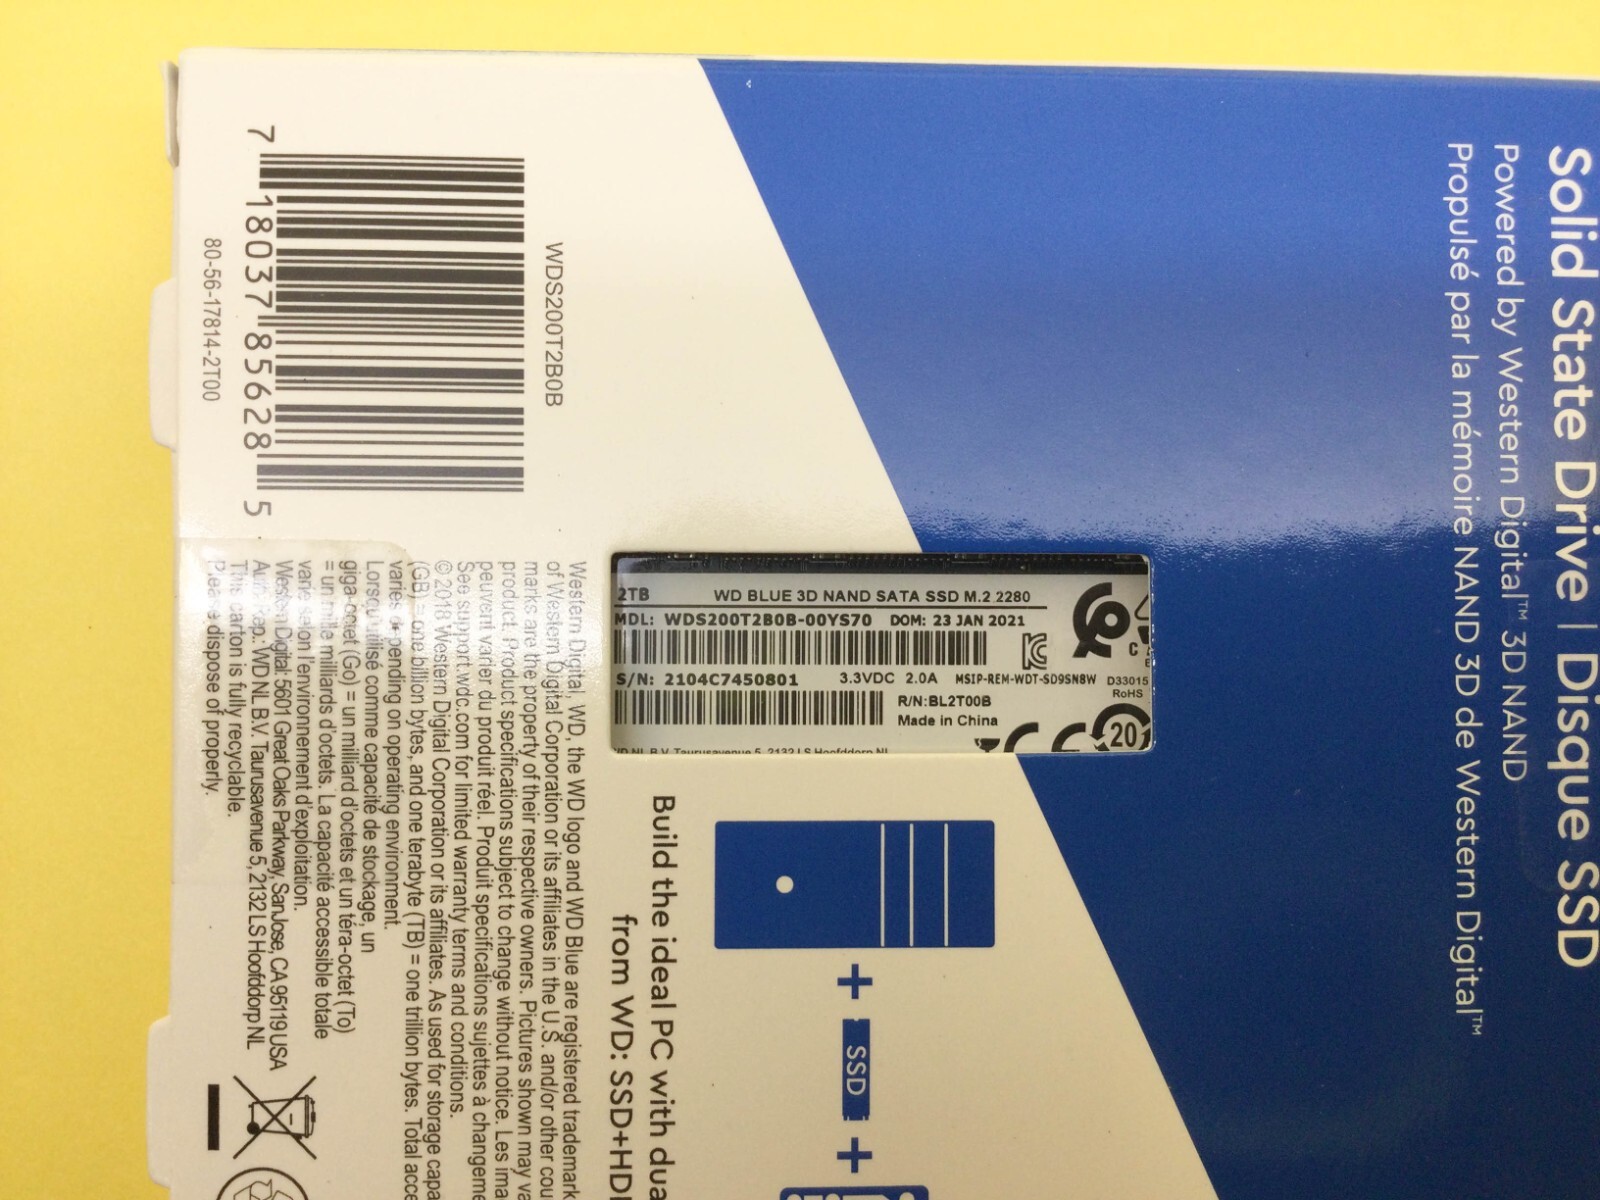 Solid State Drive | Disque SSD
Powered by Western Digital™ 3D NAND
Propulsé par la mémoire NAND 3D de Western Digital™
WDS200T2B0B
7 18037 85628 5
80-56-17814-2T00
2TB WD BLUE 3D NAND SATA SSD M.2 2280
MDL: WDS200T2B0B-00YS70 DOM: 23 JAN 2021
S/N: 2104C7450801 3.3VDC 2.0A MSIP-REM-WDT-SD9SN8W D33015
RoHS
R/N:BL2T00B
Made in China
20
WD NL B.V. Taurusavenue 5, 2132 LS Hoofddorp NL
Build the ideal PC with dua
from WD: SSD+HD
+ SSD +
Western Digital, WD, the WD logo and WD Blue are registered trademark
of Western Digital Corporation or its affiliates in the U.S. and/or other cou
marks are the property of their respective owners. Pictures shown may va
product. Product specifications subject to change without notice. Les ima
peuvent varier du produit réel. Produit specifications sujettes à changeme
See support.wdc.com for limited warranty terms and conditions.
© 2018 Western Digital Corporation or its affiliates. As used for storage capa
(GB) = one billion bytes, and one terabyte (TB) = one trillion bytes. Total acce
varies depending on operating environment.
Lorsqu'utilisé comme capacité de stockage, un
giga-octet (Go) = un milliard d'octets et un téra-octet (To)
= un mille milliards d'octets. La capacité accessible totale
varie selon l'environnement d'exploitation.
Western Digital, 5601 Great Oaks Parkway, San Jose, CA 95119 USA
Auth. Rep.: WD NL B.V. Taurusavenue 5, 2132 LS Hoofddorp NL
This carton is fully recyclable.
Please dispose of properly.